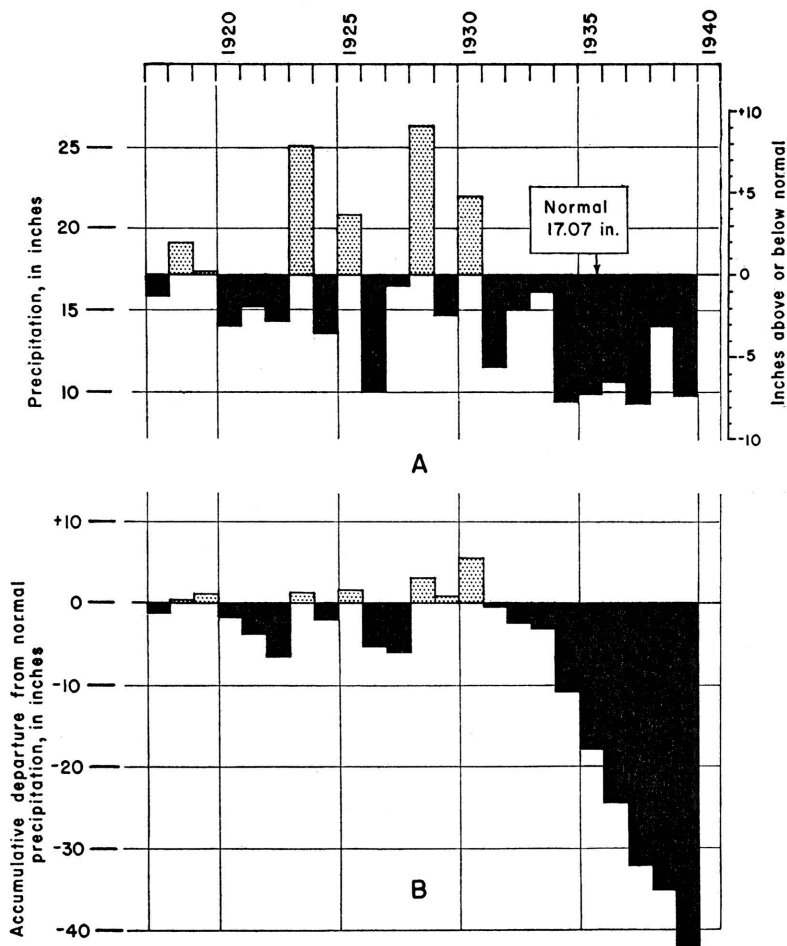 1920
1925
1930
1935
1940
Precipitation, in inches
25
20
15
10
Normal
17.07 in.
+10
+5
0
-5
-10
Inches above or below normal
A
Accumulative departure from normal
precipitation, in inches
+10
0
-10
-20
-30
-40
B